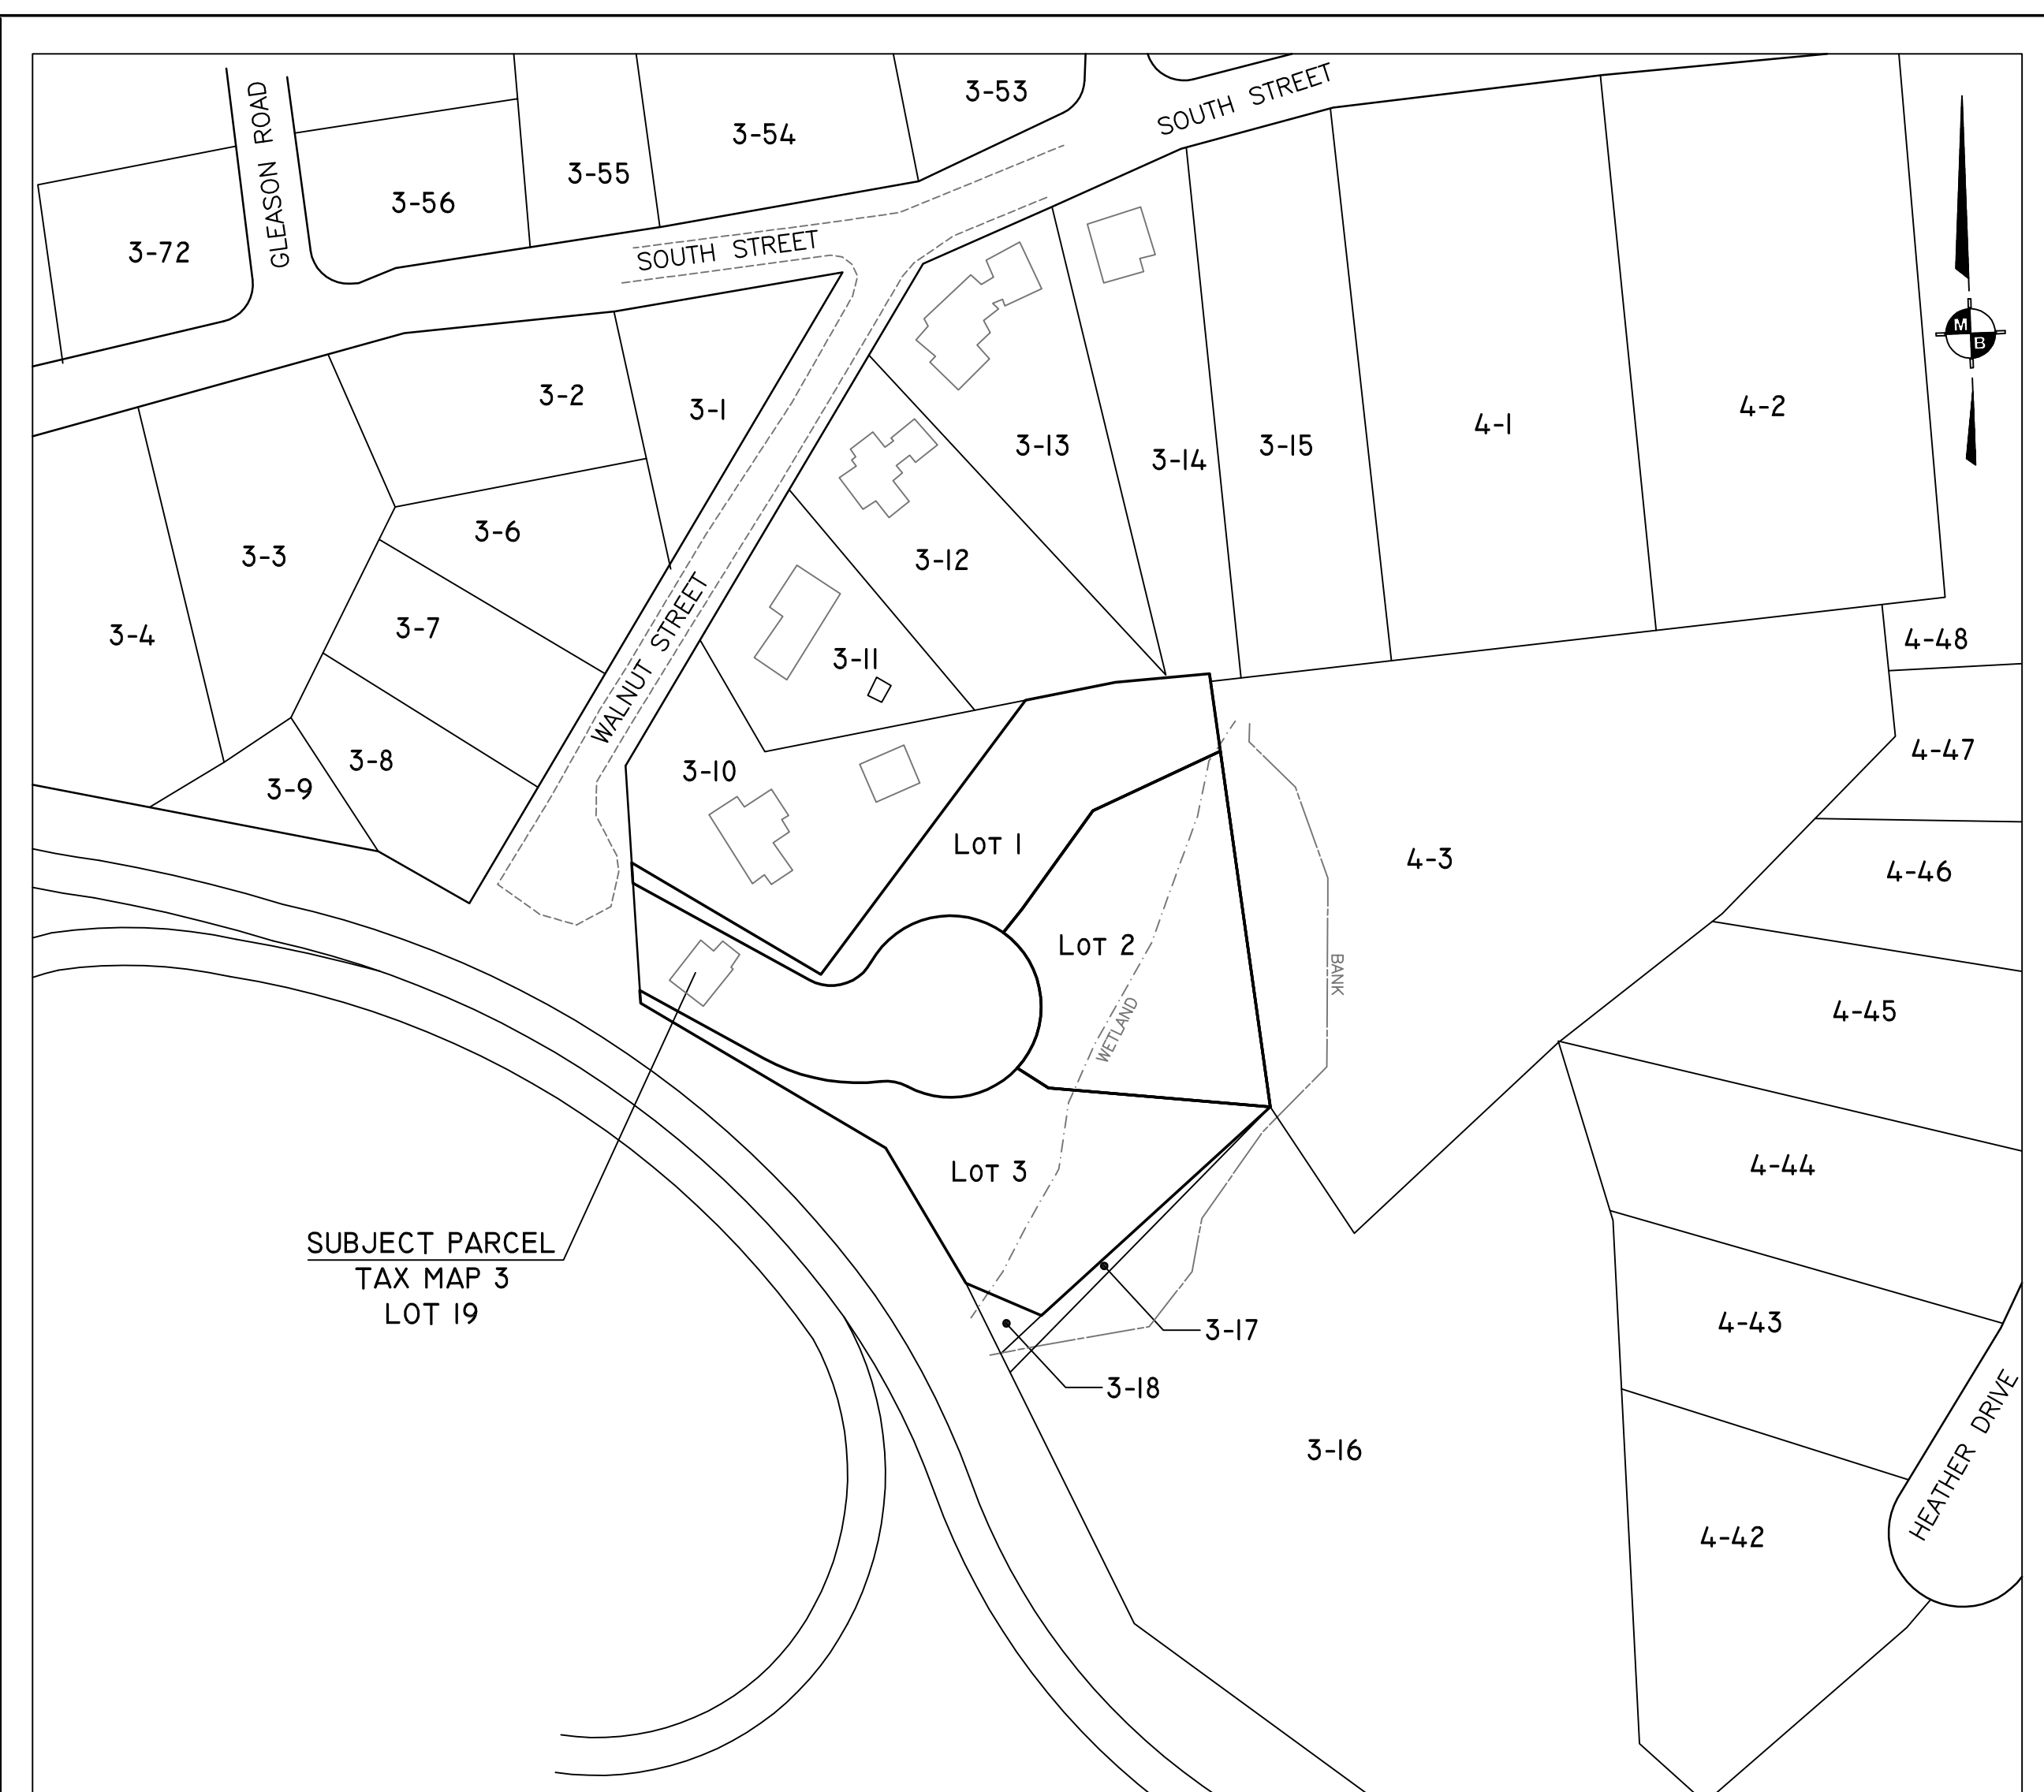 3-53
SOUTH STREET
3-54
GLEASON ROAD
3-55
3-56
3-72
SOUTH STREET
M
B
3-2
3-1
4-2
4-1
3-13
3-14
3-15
3-6
3-3
3-12
3-7
3-4
4-48
3-11
WALNUT STREET
4-47
3-10
3-8
3-9
LOT 1
4-3
4-46
LOT 2
BANK
4-45
WETLAND
4-44
LOT 3
SUBJECT PARCEL
TAX MAP 3
LOT 19
4-43
3-17
3-18
HEATHER DRIVE
3-16
4-42